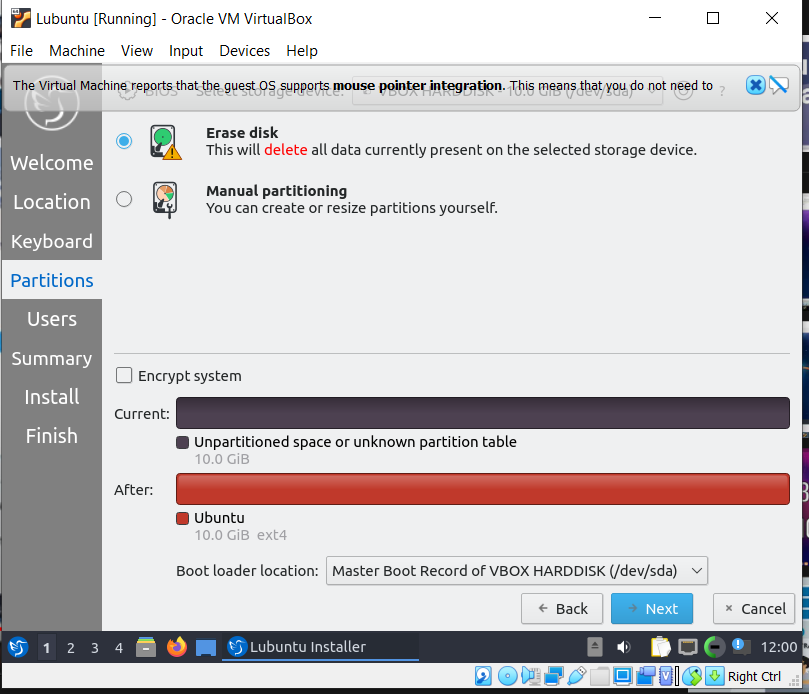 Lubuntu [Running] - Oracle VM VirtualBox
File Machine View Input Devices Help
The Virtual Machine reports that the guest OS supports mouse pointer integration. This means that you do not need to
BIOS Select storage device: VBOX HARDDISK - 10.0 GiB (/dev/sda) ?
Erase disk
This will delete all data currently present on the selected storage device.
Manual partitioning
You can create or resize partitions yourself.
Welcome
Location
Keyboard
Partitions
Users
Summary
Install
Finish
Encrypt system
Current:
Unpartitioned space or unknown partition table
10.0 GiB
After:
Ubuntu
10.0 GiB ext4
Boot loader location: Master Boot Record of VBOX HARDDISK (/dev/sda)
Back Next Cancel
1 2 3 4 Lubuntu Installer 12:00
Right Ctrl